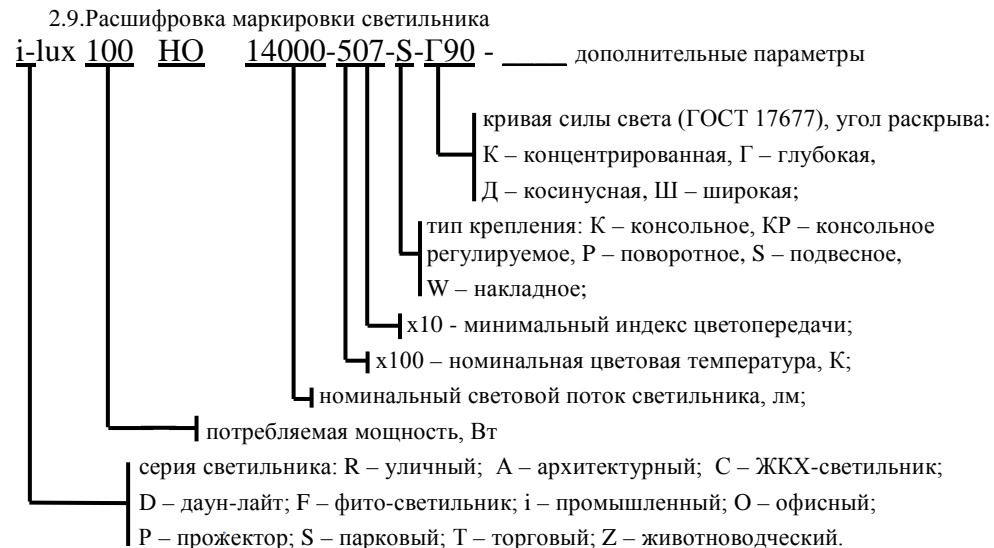 2.9.Расшифровка маркировки светильника
i-lux 100 НО 14000-507-S-Г90 - _____ дополнительные параметры
кривая силы света (ГОСТ 17677), угол раскрыва:
К – концентрированная, Г – глубокая,
Д – косинусная, Ш – широкая;
тип крепления: К – консольное, КР – консольное
регулируемое, Р – поворотное, S – подвесное,
W – накладное;
х10 - минимальный индекс цветопередачи;
х100 – номинальная цветовая температура, К;
номинальный световой поток светильника, лм;
потребляемая мощность, Вт
серия светильника: R – уличный; А – архитектурный; С – ЖКХ-светильник;
D – даун-лайт; F – фито-светильник; i – промышленный; О – офисный;
Р – прожектор; S – парковый; Т – торговый; Z – животноводческий.